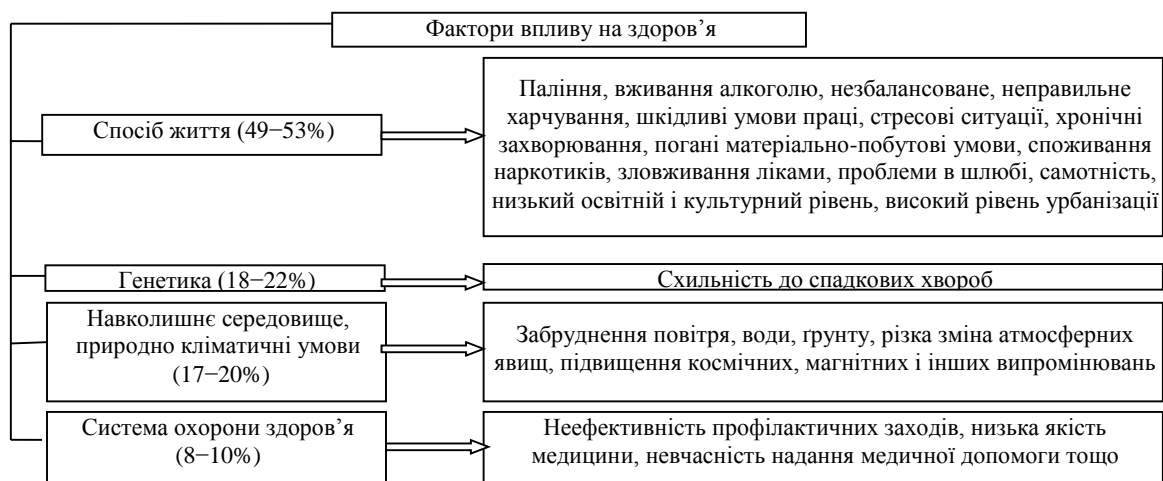 Фактори впливу на здоров’я
Спосіб життя (49−53%)
Паління, вживання алкоголю, незбалансоване, неправильне
харчування, шкідливі умови праці, стресові ситуації, хронічні
захворювання, погані матеріально-побутові умови, споживання
наркотиків, зловживання ліками, проблеми в шлюбі, самотність,
низький освітній і культурний рівень, високий рівень урбанізації
Генетика (18−22%)
Схильність до спадкових хвороб
Навколишнє середовище,
природно кліматичні умови
(17−20%)
Забруднення повітря, води, ґрунту, різка зміна атмосферних
явищ, підвищення космічних, магнітних і інших випромінювань
Система охорони здоров’я
(8−10%)
Неефективність профілактичних заходів, низька якість
медицини, невчасність надання медичної допомоги тощо